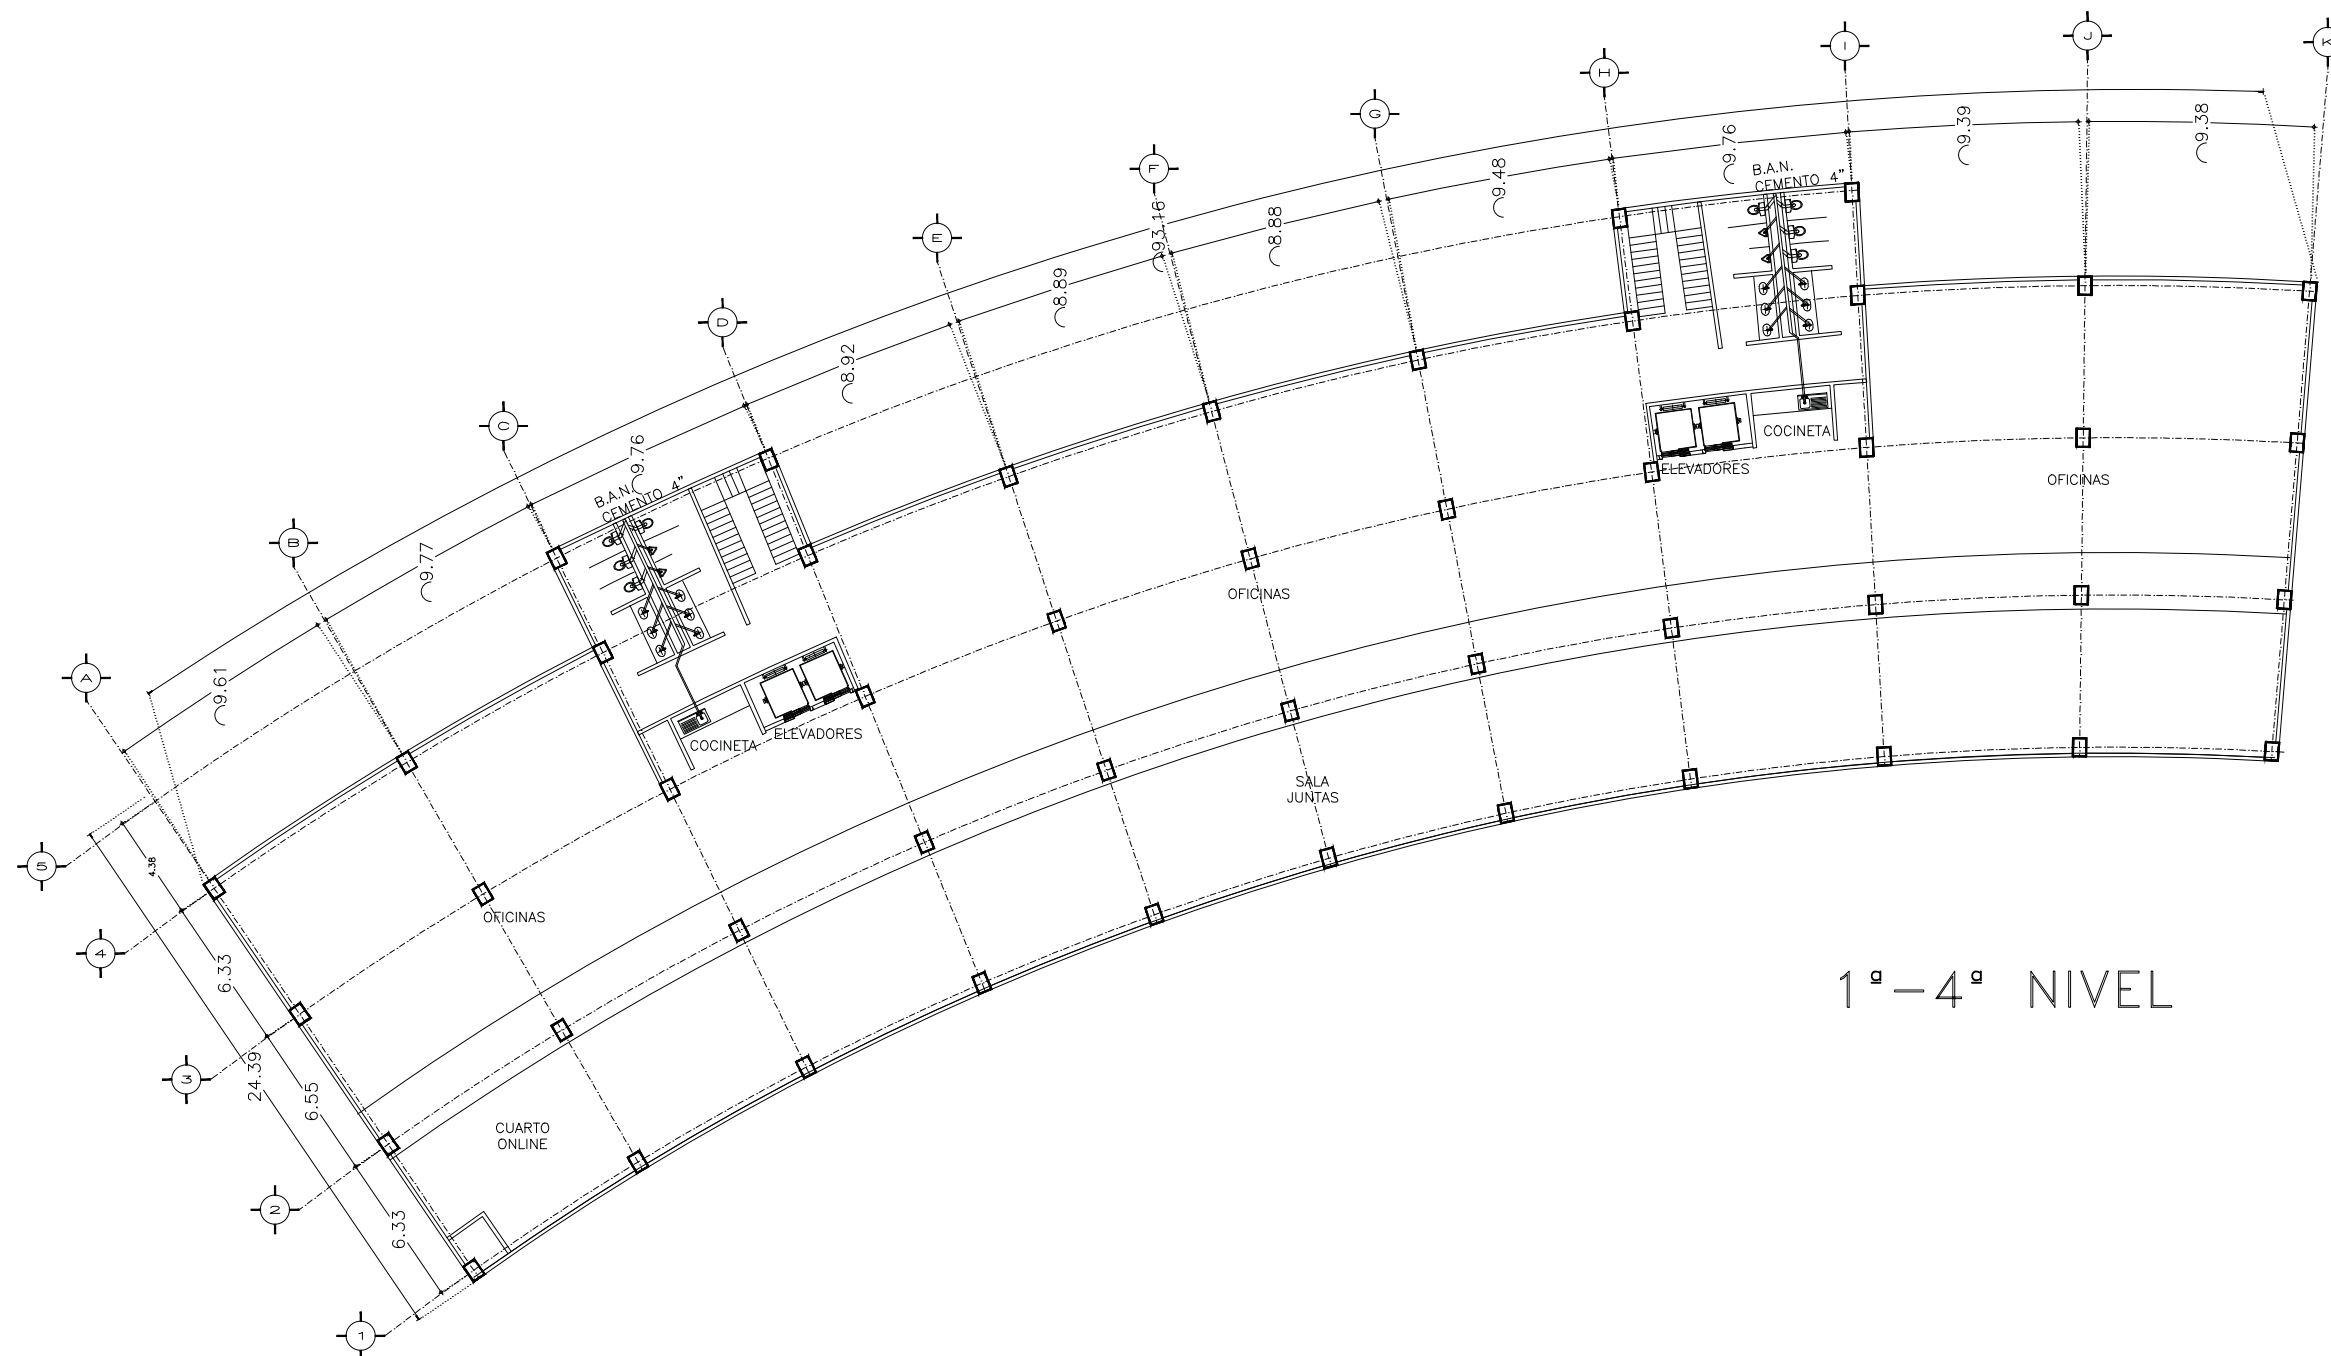 A
B
C
D
E
F
G
H
I
J
K
9.61
9.77
9.76
8.92
8.89
93.16
8.88
9.48
9.76
9.39
9.38
B.A.N.
CEMENTO 4"
B.A.N.
CEMENTO 4"
COCINETA
ELEVADORES
COCINETA
ELEVADORES
OFICINAS
OFICINAS
OFICINAS
SALA
JUNTAS
CUARTO
ONLINE
5
4
3
2
1
4.38
6.33
6.55
6.33
24.39
1ª-4ª NIVEL